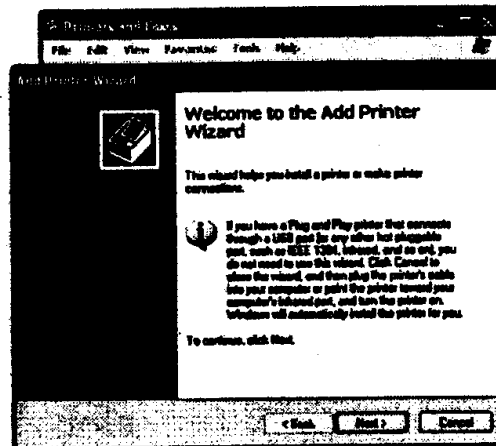 Printers and Faxes
File Edit View Favorites Tools Help
Add Printer Wizard
Welcome to the Add Printer
Wizard
This wizard helps you install a printer or make printer
connections.
If you have a Plug and Play printer that connects
through a USB port (or any other hot pluggable
port, such as IEEE 1394, infrared, and so on), you
do not need to use this wizard. Click Cancel to
close the wizard, and then plug the printer's cable
into your computer or point the printer toward your
computer's infrared port, and turn the printer on.
Windows will automatically install the printer for you.
To continue, click Next.
< Back Next > Cancel